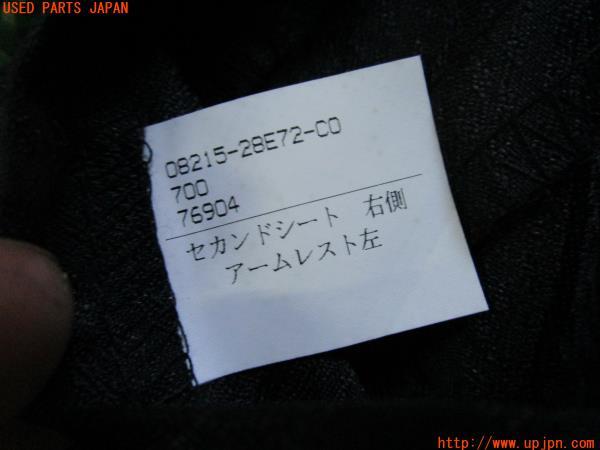 USED PARTS JAPAN
08215-28E72-C0
700
76904
セカンドシート 右側
アームレスト左
http://www.upjpn.com/